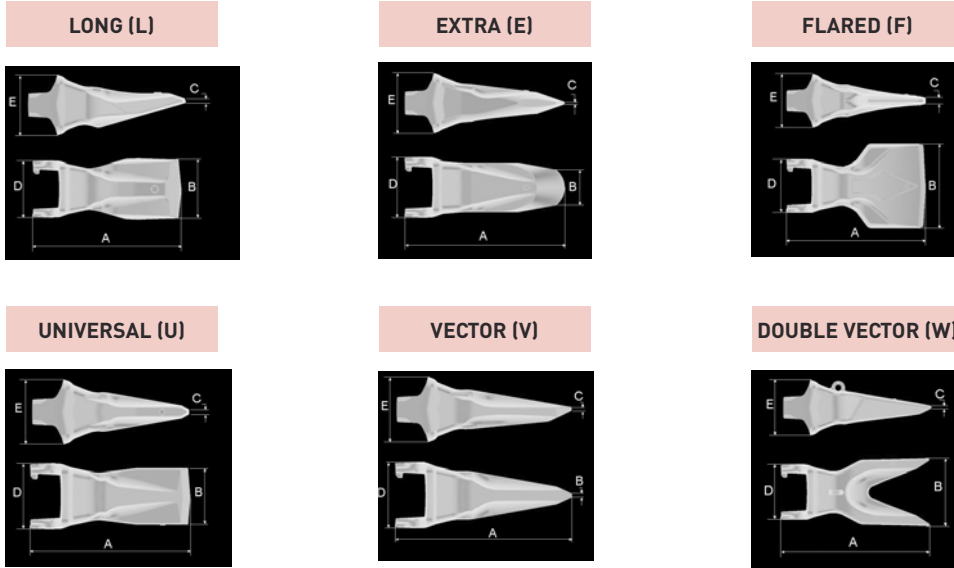 LONG (L)
EXTRA (E)
FLARED (F)
E
C
D
B
A
E
C
D
B
A
E
C
D
B
A
UNIVERSAL (U)
VECTOR (V)
DOUBLE VECTOR (W)
E
C
D
B
A
E
C
D
B
A
E
C
D
B
A